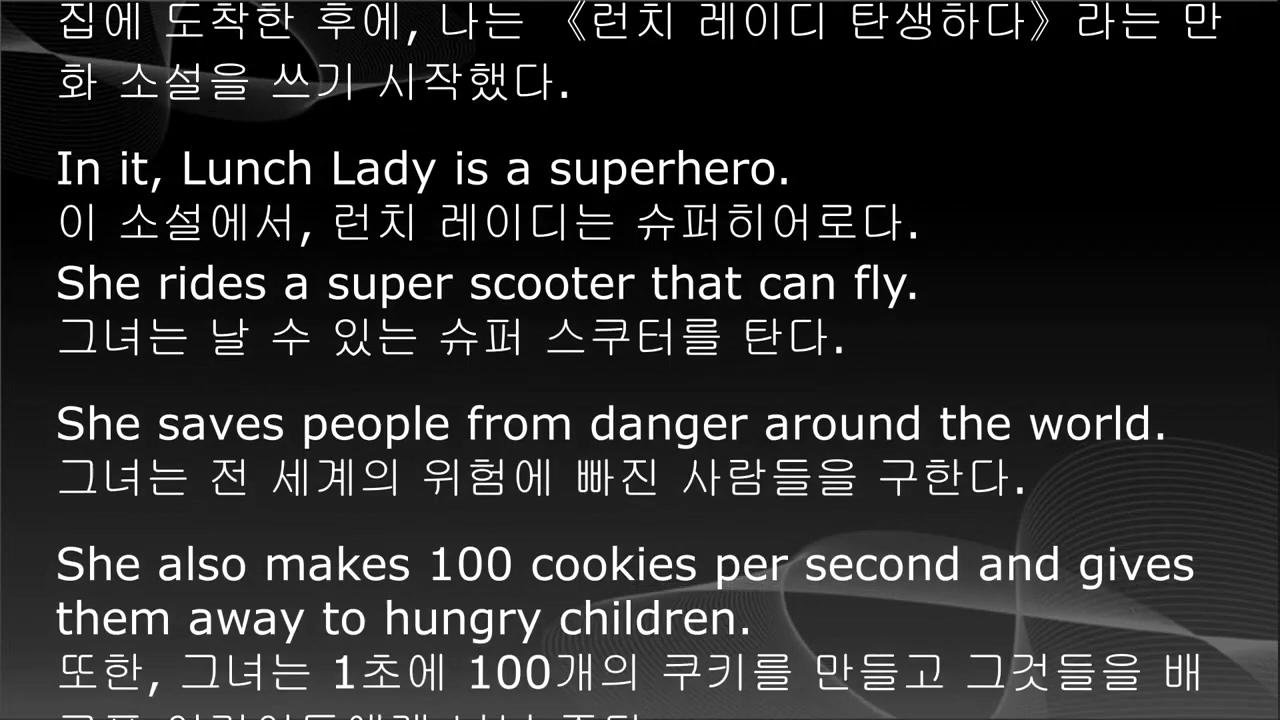 집에 도착한 후에, 나는 《런치 레이디 탄생하다》라는 만
화 소설을 쓰기 시작했다.
In it, Lunch Lady is a superhero.
이 소설에서, 런치 레이디는 슈퍼히어로다.
She rides a super scooter that can fly.
그녀는 날 수 있는 슈퍼 스쿠터를 탄다.
She saves people from danger around the world.
그녀는 전 세계의 위험에 빠진 사람들을 구한다.
She also makes 100 cookies per second and gives
them away to hungry children.
또한, 그녀는 1초에 100개의 쿠키를 만들고 그것들을 배